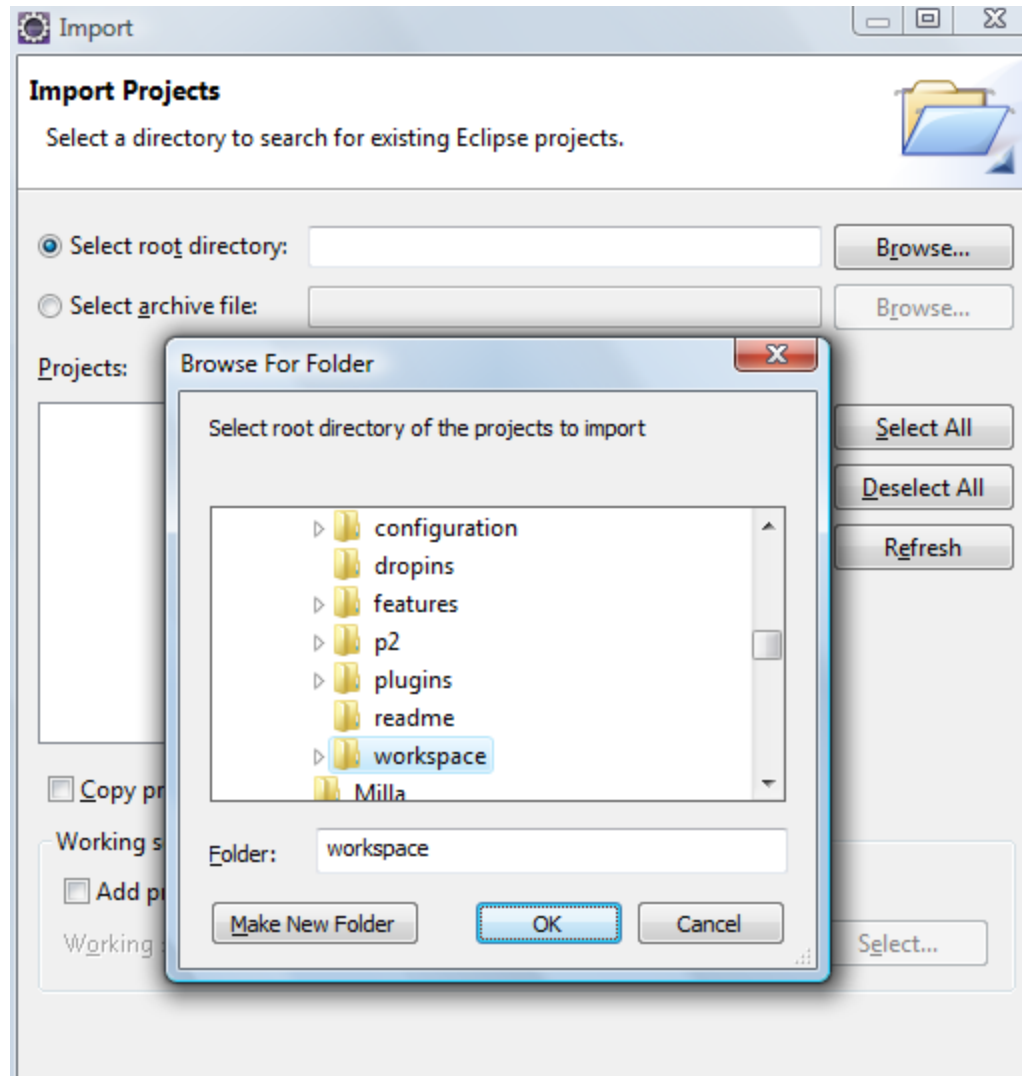 Import
Import Projects
Select a directory to search for existing Eclipse projects.
Select root directory:
Browse...
Select archive file:
Browse...
Projects:
Browse For Folder
Select root directory of the projects to import
Select All
Deselect All
Refresh
configuration
dropins
features
p2
plugins
readme
workspace
Milla
Copy pr
Working s
Folder: workspace
Add p
Make New Folder
OK
Cancel
Working
Select...